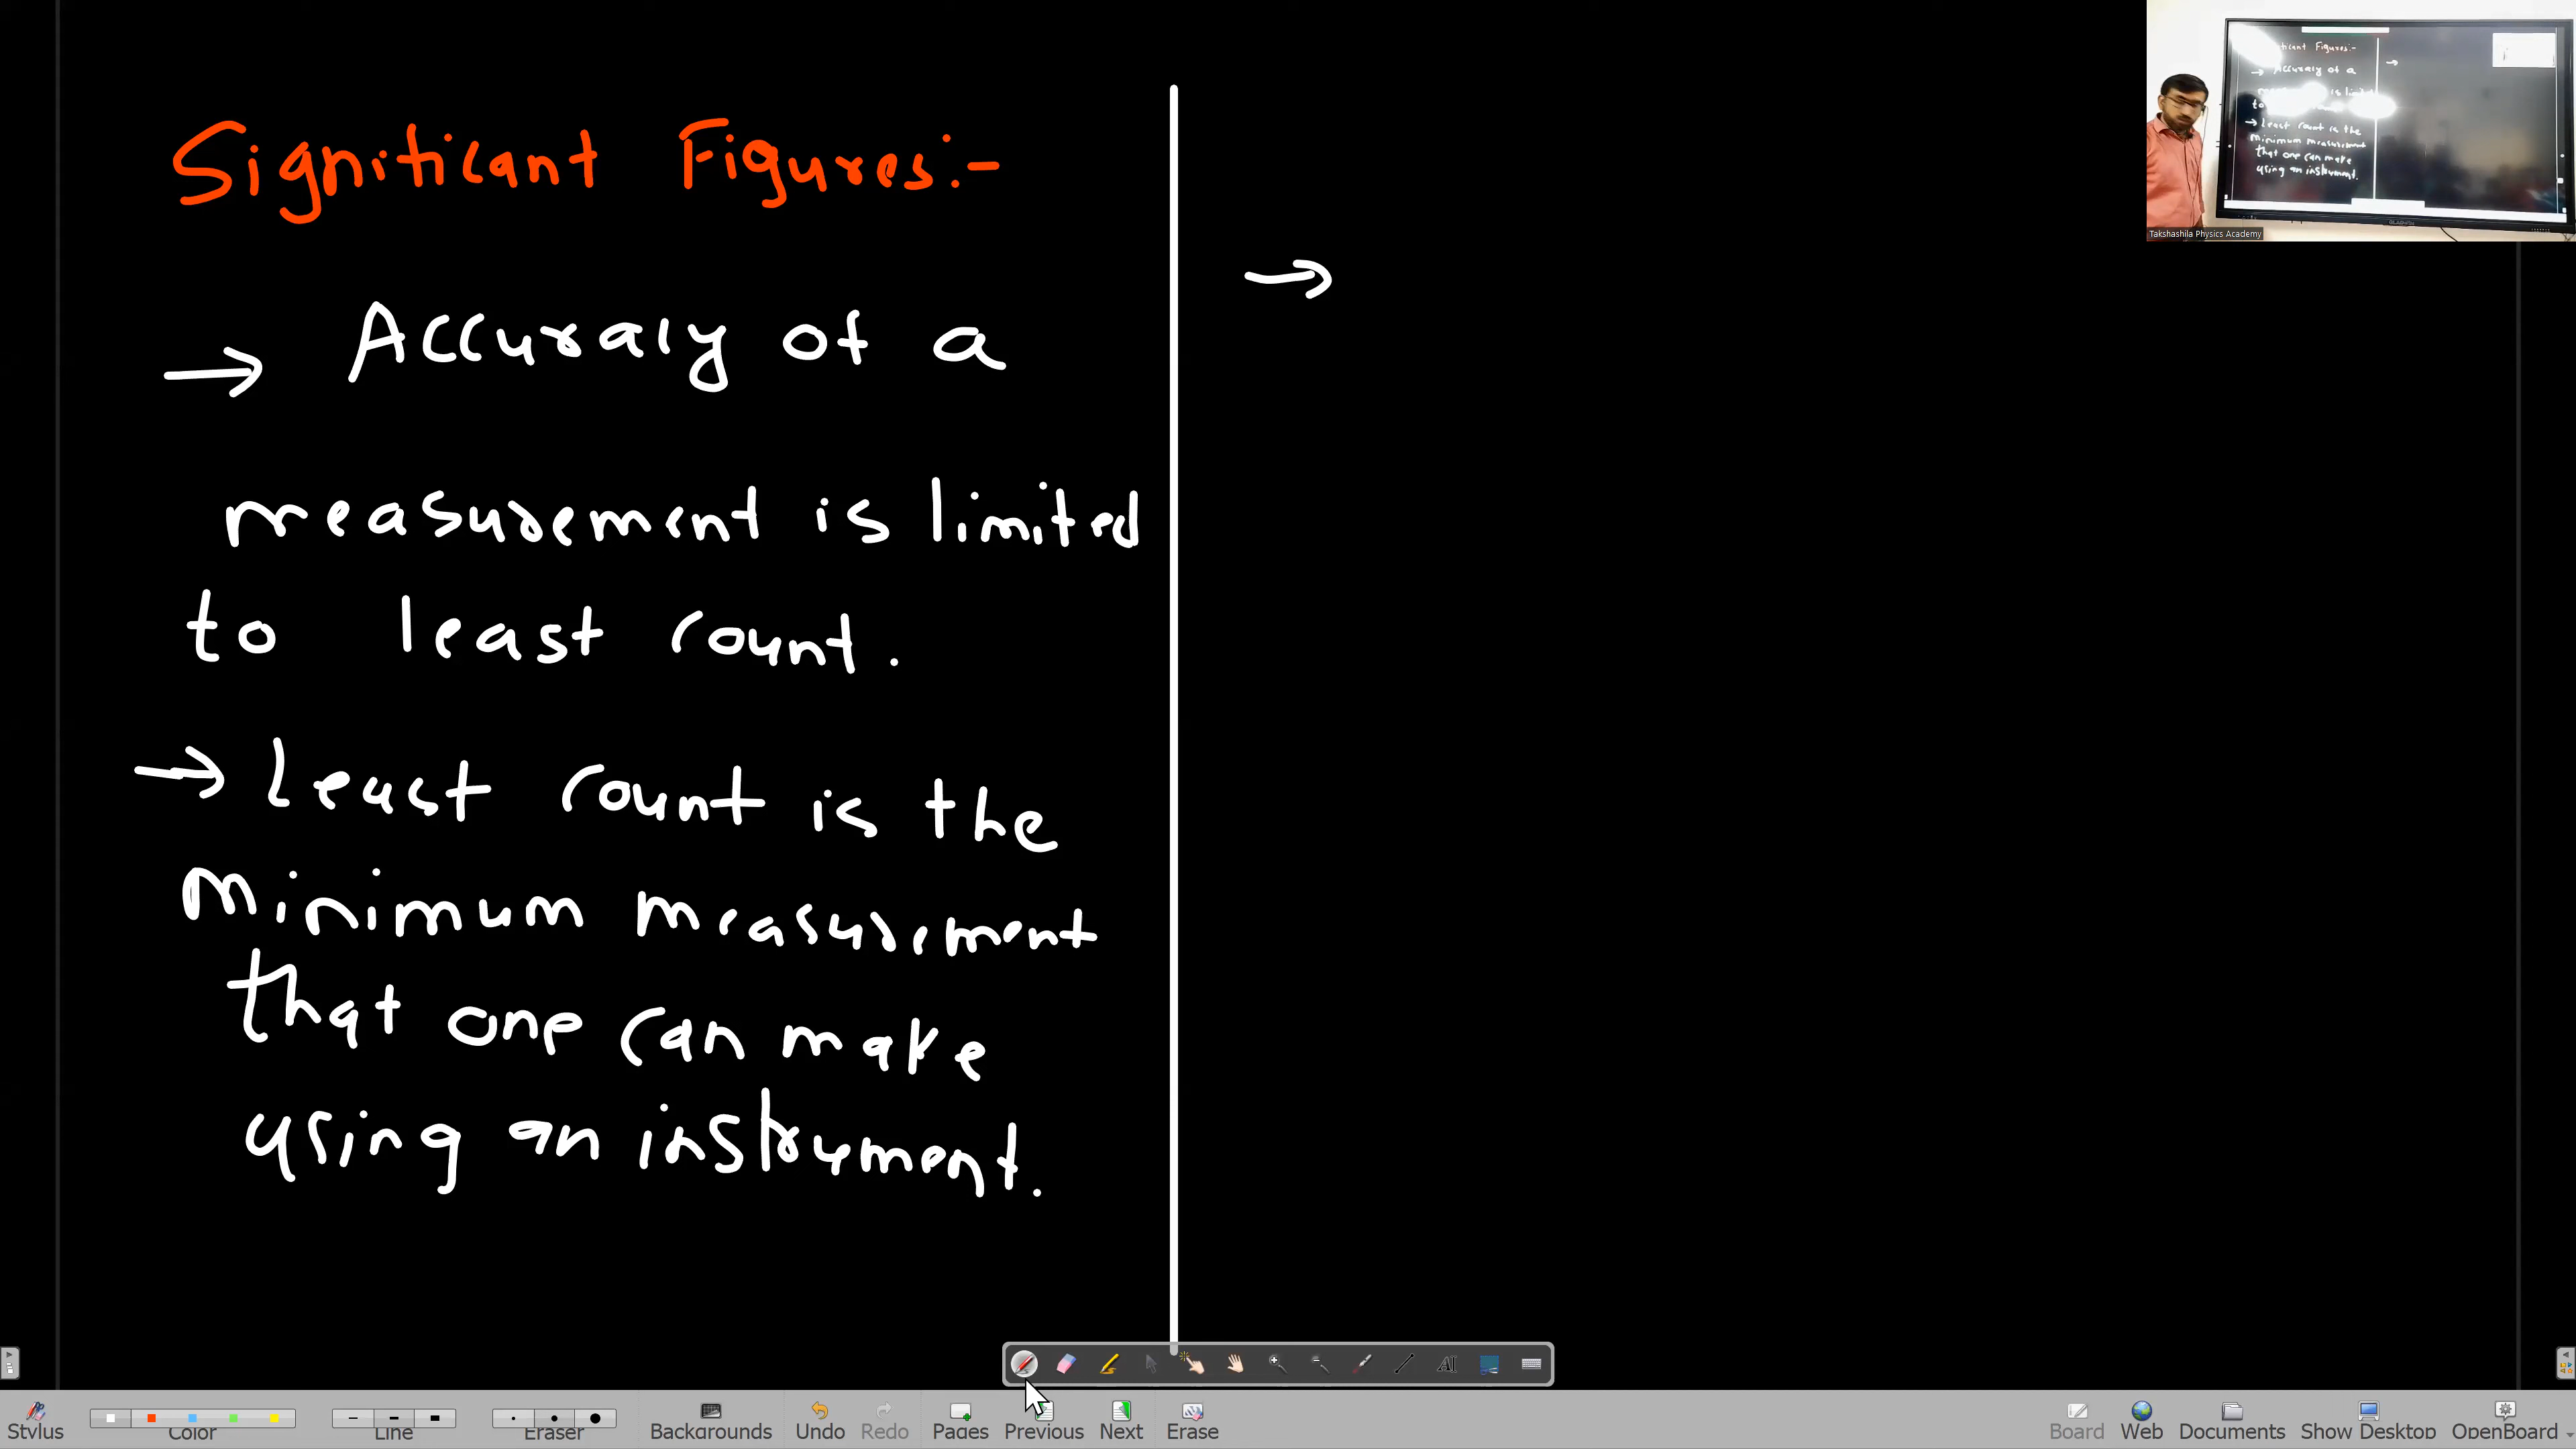 Significant Figures:-
→ Accuracy of a
measurement is limited
to least count.
→ Least count is the
minimum measurement
that one can make
using an instrument.
→
Takshashila Physics Academy
Stylus
Color
Line
Eraser
Backgrounds
Undo
Redo
Pages
Previous
Next
Erase
Board
Web
Documents
Show Desktop
OpenBoard